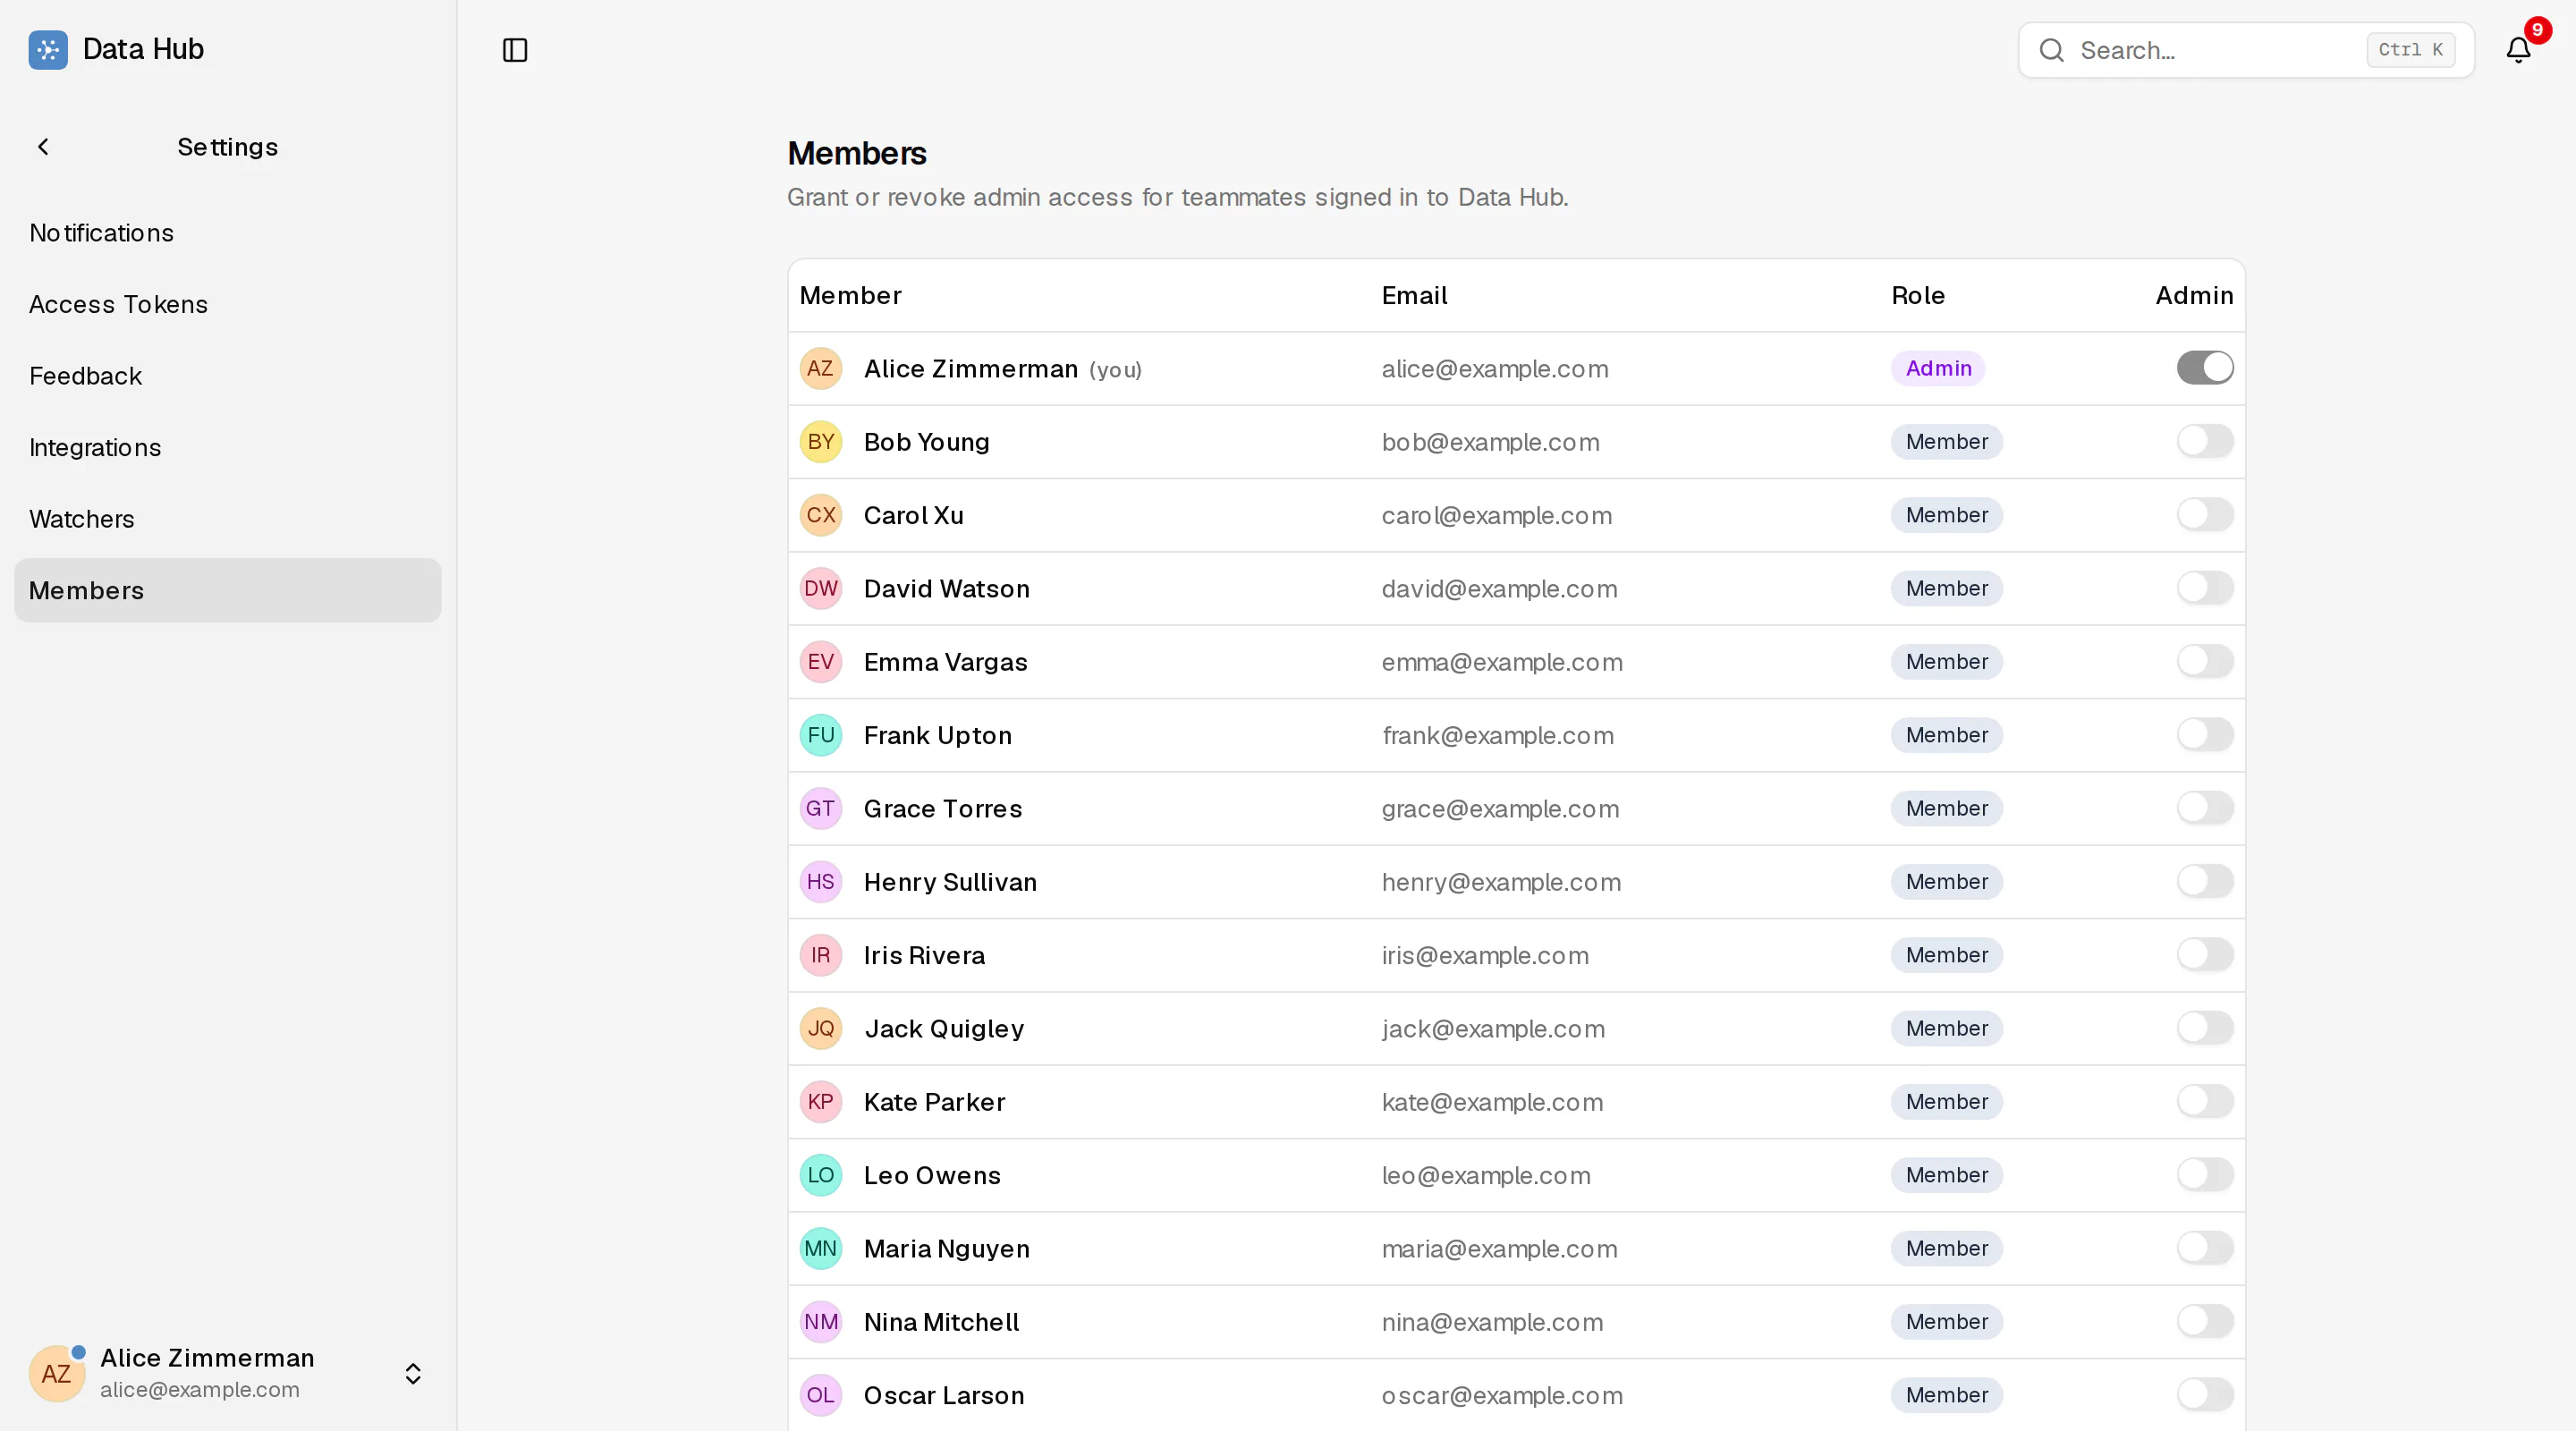 Data Hub
Search...
Ctrl K
9
Settings
Notifications
Access Tokens
Feedback
Integrations
Watchers
Members
Members
Grant or revoke admin access for teammates signed in to Data Hub.
Member Email Role Admin
AZ Alice Zimmerman (you) alice@example.com Admin
BY Bob Young bob@example.com Member
CX Carol Xu carol@example.com Member
DW David Watson david@example.com Member
EV Emma Vargas emma@example.com Member
FU Frank Upton frank@example.com Member
GT Grace Torres grace@example.com Member
HS Henry Sullivan henry@example.com Member
IR Iris Rivera iris@example.com Member
JQ Jack Quigley jack@example.com Member
KP Kate Parker kate@example.com Member
LO Leo Owens leo@example.com Member
MN Maria Nguyen maria@example.com Member
NM Nina Mitchell nina@example.com Member
OL Oscar Larson oscar@example.com Member
AZ
Alice Zimmerman
alice@example.com